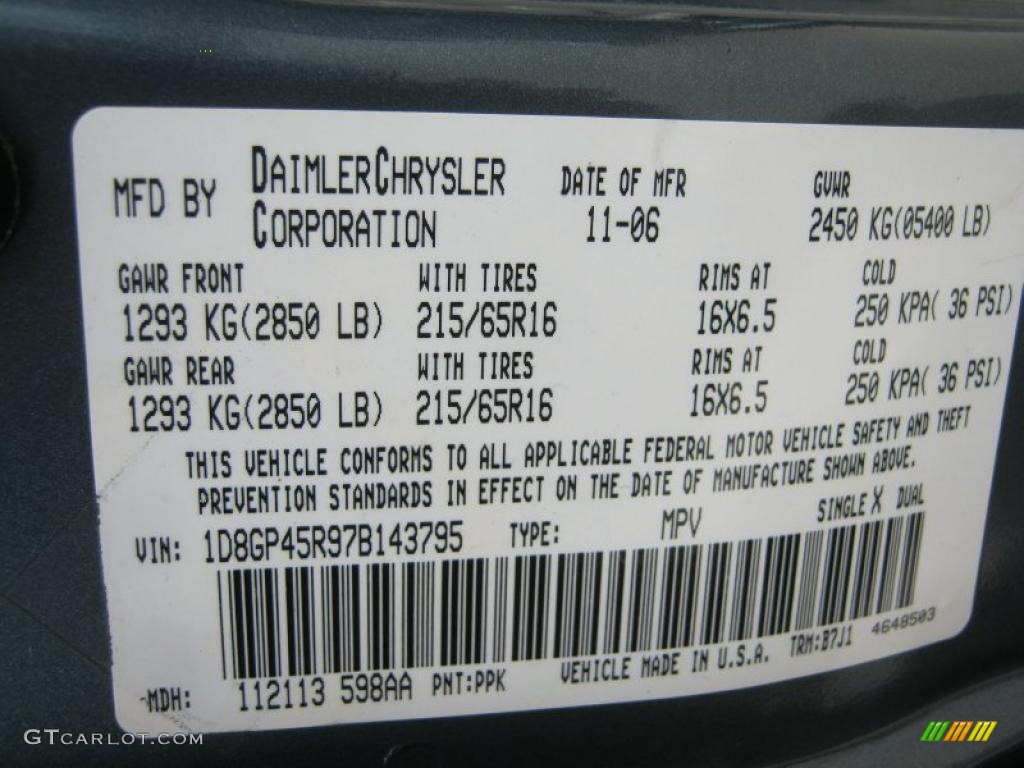 MFD BY DAIMLERCHRYSLER CORPORATION DATE OF MFR 11-06 GVWR 2450 KG(05400 LB)
GAWR FRONT WITH TIRES RIMS AT COLD
1293 KG(2850 LB) 215/65R16 16X6.5 250 KPA( 36 PSI)
GAWR REAR WITH TIRES RIMS AT COLD
1293 KG(2850 LB) 215/65R16 16X6.5 250 KPA( 36 PSI)
THIS VEHICLE CONFORMS TO ALL APPLICABLE FEDERAL MOTOR VEHICLE SAFETY AND THEFT
PREVENTION STANDARDS IN EFFECT ON THE DATE OF MANUFACTURE SHOWN ABOVE.
VIN: 1D8GP45R97B143795 TYPE: MPV SINGLE X DUAL
VEHICLE MADE IN U.S.A. TRM:B7J1 4648503
MDH: 112113 598AA PNT:PPK
GTCARLOT.COM